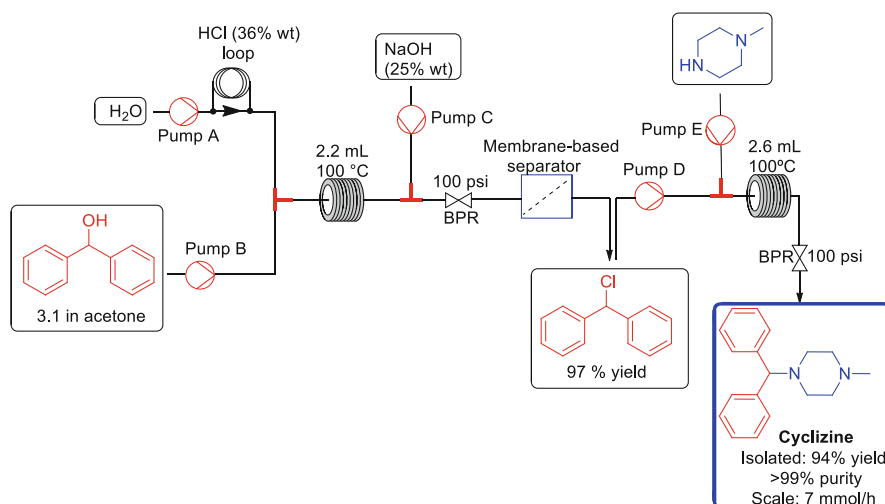 HCl (36% wt)
loop
H2O
Pump A
NaOH
(25% wt)
Pump C
2.2 mL
100 °C
100 psi
BPR
Membrane-based
separator
OH
Pump B
3.1 in acetone
Cl
97 % yield
N
HN
Pump E
Pump D
2.6 mL
100ºC
BPR
100 psi
N
N
Cyclizine
Isolated: 94% yield
>99% purity
Scale: 7 mmol/h